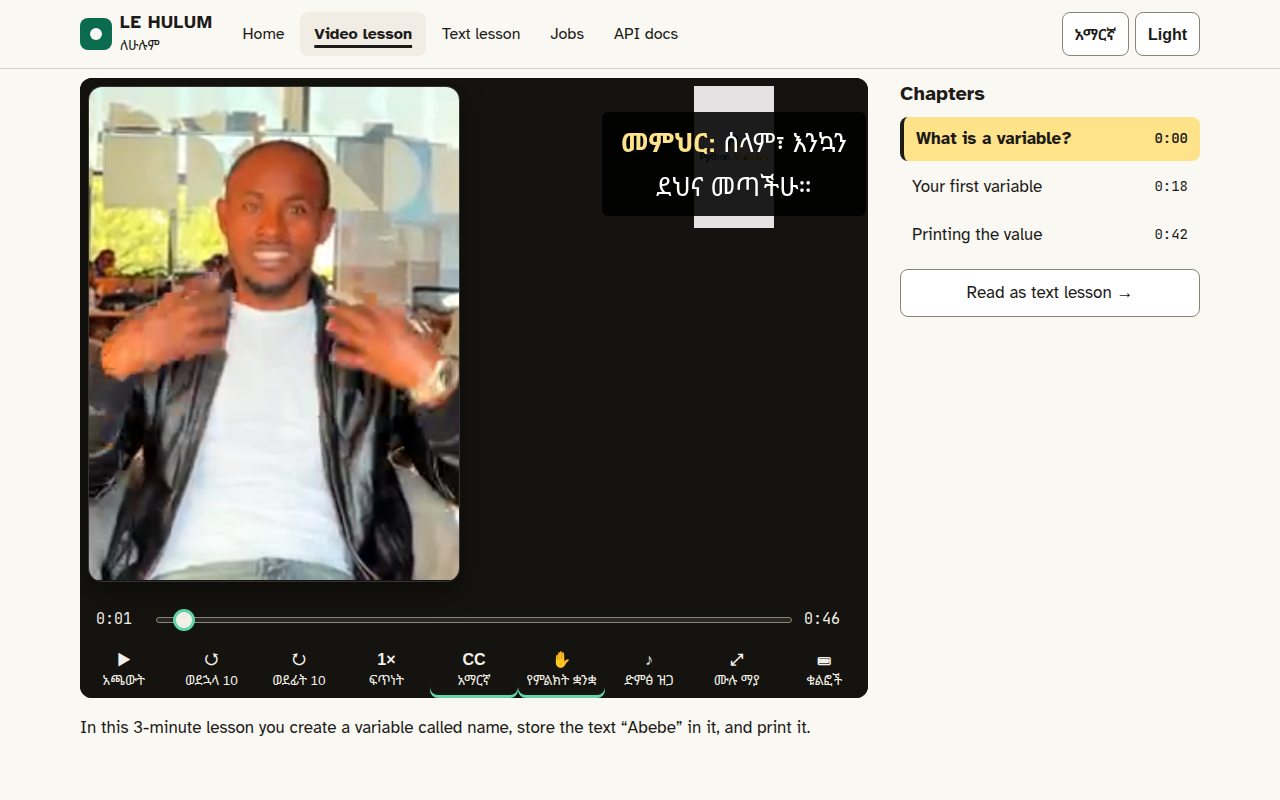 LE HULUM
ለሁሉም
Home
Video lesson
Text lesson
Jobs
API docs
አማርኛ
Light
መምህር: ሰላም፣ እንኳን
ደህና መጣችሁ።
Python
0:01
0:46
አጫውት
ወደኋላ 10
ወደፊት 10
1×
ፍጥነት
CC
አማርኛ
የምልክት ቋንቋ
ድምፅ ዝጋ
ሙሉ ማያ
ቁልፎች
In this 3-minute lesson you create a variable called name, store the text “Abebe” in it, and print it.
Chapters
What is a variable? 0:00
Your first variable 0:18
Printing the value 0:42
Read as text lesson →